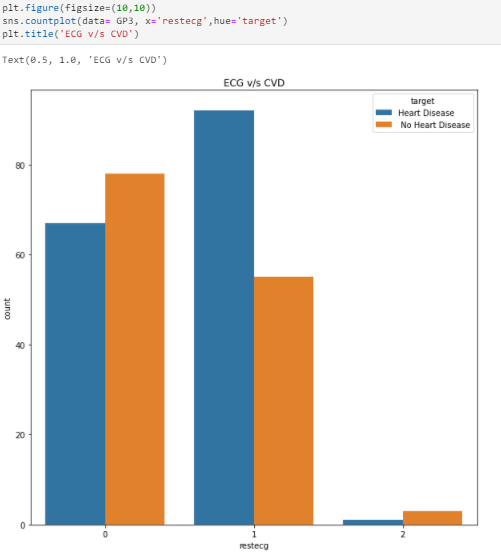 plt.figure(figsize=(10,10))
sns.countplot(data= GP3, x='restecg',hue='target')
plt.title('ECG v/s CVD')
Text(0.5, 1.0, 'ECG v/s CVD')
ECG v/s CVD
target
Heart Disease
No Heart Disease
80
60
40
20
0
count
0 1 2
restecg